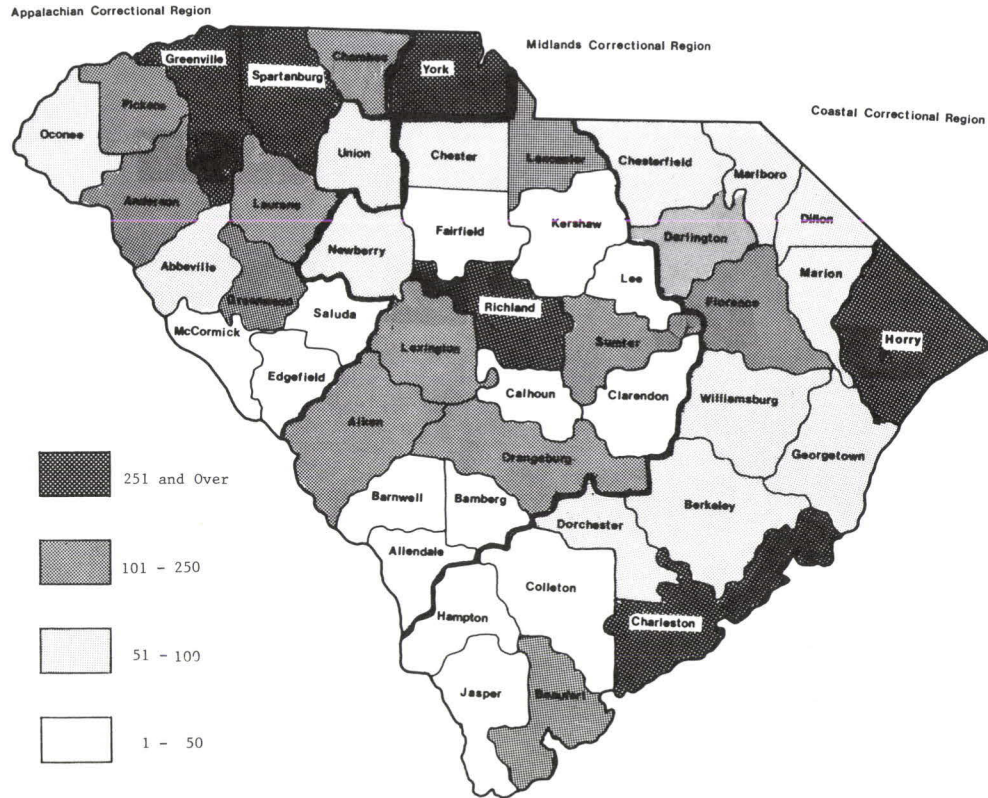 Appalachian Correctional Region
Midlands Correctional Region
Coastal Correctional Region
Greenville
Spartanburg
Cherokee
York
Pickens
Oconee
Union
Chester
Lancaster
Chesterfield
Marlboro
Anderson
Laurens
Dillon
Abbeville
Newberry
Fairfield
Kershaw
Darlington
Marion
Lee
Greenwood
Saluda
Richland
Florence
McCormick
Lexington
Sumter
Horry
Edgefield
Calhoun
Clarendon
Williamsburg
Aiken
Orangeburg
Georgetown
251 and Over
Barnwell
Bamberg
Berkeley
Dorchester
Allendale
101 - 250
Colleton
Hampton
Charleston
51 - 100
Jasper
Beaufort
1 - 50